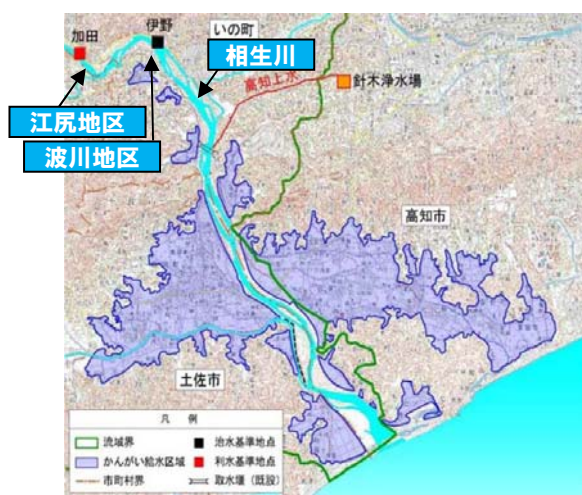 加田
伊野
いの町
相生川
高知上水
針木浄水場
江尻地区
波川地区
高知市
土佐市
凡 例
流域界
治水基準地点
かんがい給水区域
利水基準地点
市町村界
取水堰（既設）